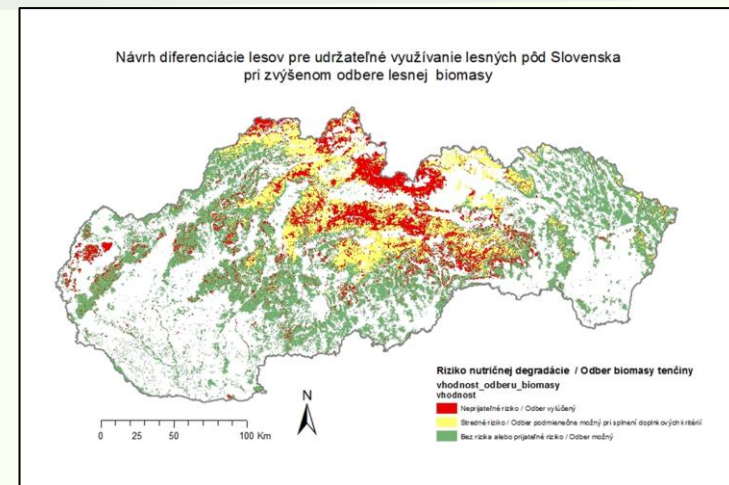 Návrh diferenciácie lesov pre udržateľné využívanie lesných pôd Slovenska
pri zvýšenom odbere lesnej biomasy
Riziko nutričnej degradácie / Odber biomasy tenčiny
vhodnost_odberu_biomasy
vhodnost
Neprijateľné riziko / Odber vylúčený
Stredné riziko / Odber podmienečne možný pri splnení doplnkových kritérií
Bez rizika alebo prijateľné riziko / Odber možný
N
0 25 50 100 Km